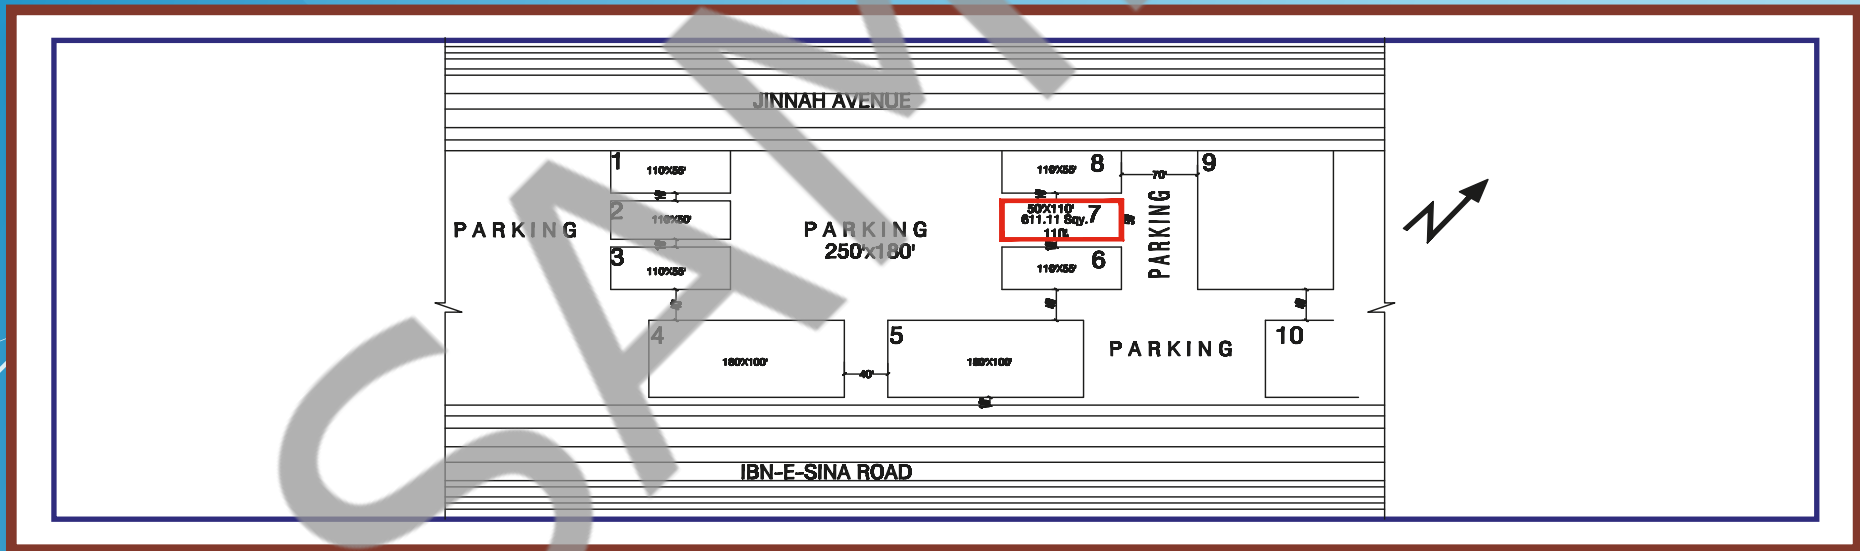 SAM
JINNAH AVENUE
1
110X55'
8
110X55'
9
70'
2
110X50'
50'X110'
7
611.11 Sqy.
110'
PARKING
PARKING
250'x180'
PARKING
3
110X55'
6
110X55'
N
4
180X100'
5
180X100'
40'
PARKING
10
IBN-E-SINA ROAD